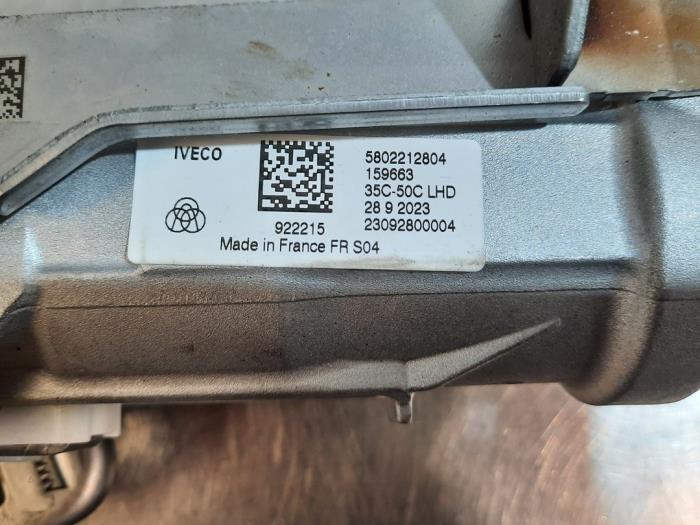 IVECO
5802212804
159663
35C-50C LHD
28 9 2023
922215 23092800004
Made in France FR S04